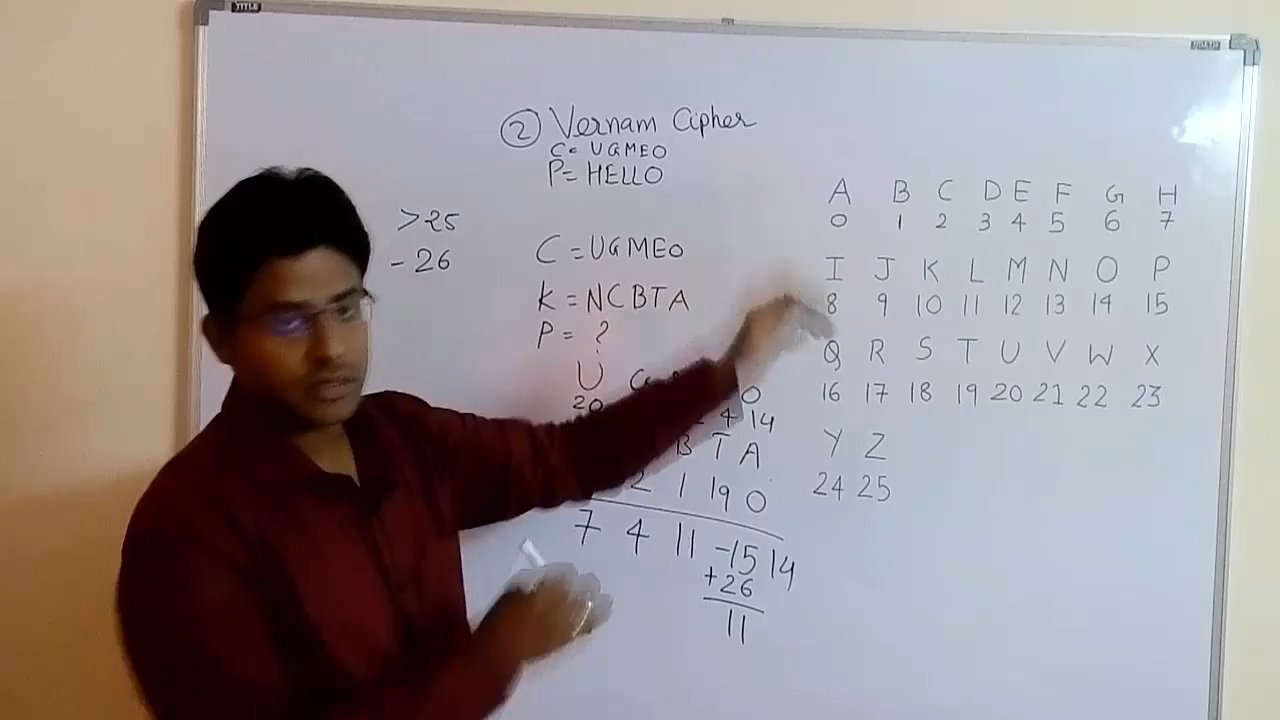 ② Vernam Cipher
C= UGMEO
P= HELLO
>25
-26
C = UGMEO
K = NCBTA
P = ?
U O
20 4 14
B T A
2 1 19 0
7 4 11 -15 14
+26
11
A B C D E F G H
0 1 2 3 4 5 6 7
I J K L M N O P
8 9 10 11 12 13 14 15
Q R S T U V W X
16 17 18 19 20 21 22 23
Y Z
24 25